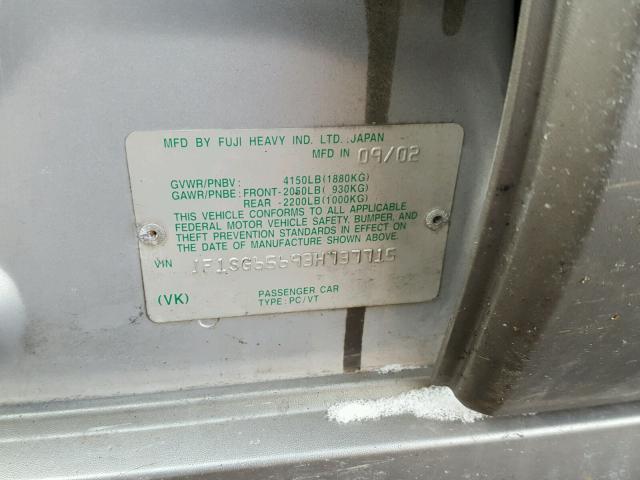 MFD BY FUJI HEAVY IND. LTD. JAPAN
MFD IN 09/02
GVWR/PNBV : 4150LB(1880KG)
GAWR/PNBE : FRONT-2050LB( 930KG)
REAR -2200LB(1000KG)
THIS VEHICLE CONFORMS TO ALL APPLICABLE
FEDERAL MOTOR VEHICLE SAFETY, BUMPER, AND
THEFT PREVENTION STANDARDS IN EFFECT ON
THE DATE OF MANUFACTURE SHOWN ABOVE.
VIN JF1SG65693H737715
(VK) PASSENGER CAR
TYPE : PC/VT